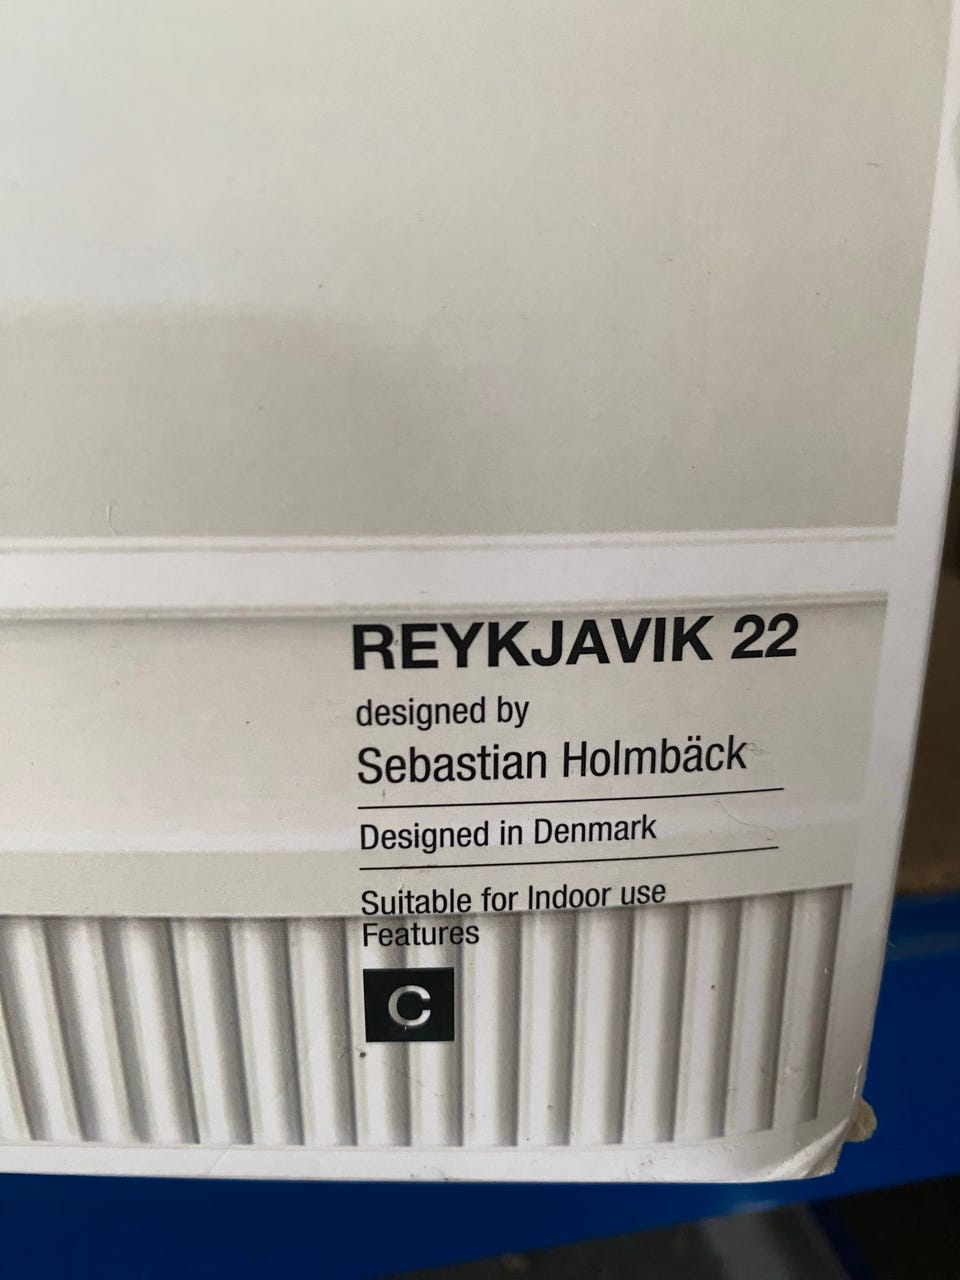 REYKJAVIK 22
designed by
Sebastian Holmbäck
Designed in Denmark
Suitable for Indoor use
Features
C